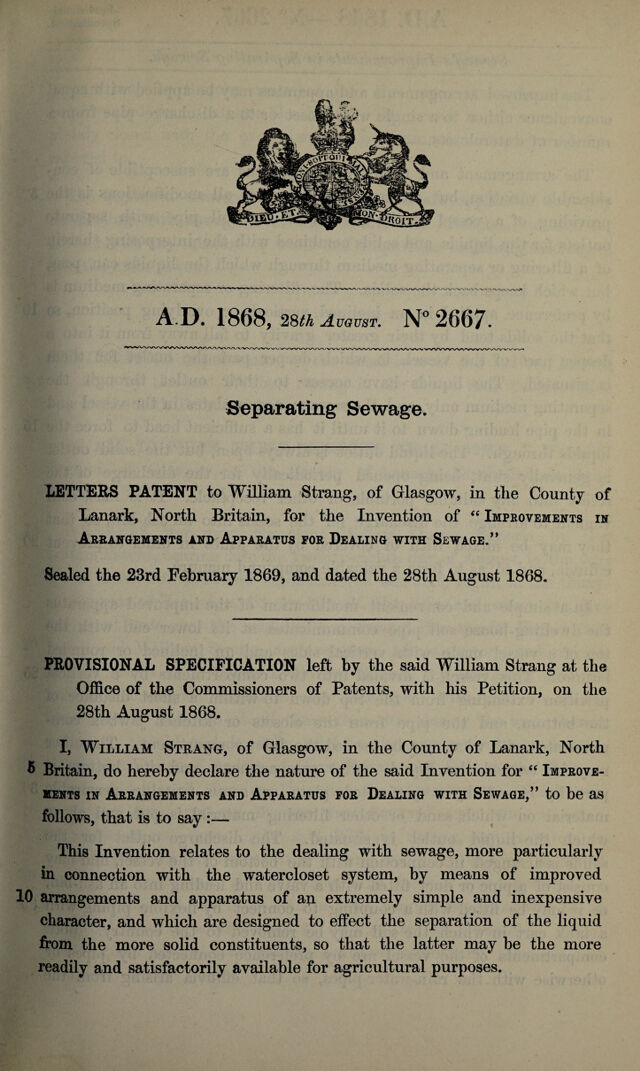 DIEU·ET MON·DROIT.
A.D. 1868, 28th August. No 2667.
Separating Sewage.
LETTERS PATENT to William Strang, of Glasgow, in the County of
Lanark, North Britain, for the Invention of “Improvements in
Arrangements and Apparatus for Dealing with Sewage.”
Sealed the 23rd February 1869, and dated the 28th August 1868.
PROVISIONAL SPECIFICATION left by the said William Strang at the
Office of the Commissioners of Patents, with his Petition, on the
28th August 1868.
I, William Strang, of Glasgow, in the County of Lanark, North
5 Britain, do hereby declare the nature of the said Invention for “Improve-
ments in Arrangements and Apparatus for Dealing with Sewage,” to be as
follows, that is to say:—
This Invention relates to the dealing with sewage, more particularly
in connection with the watercloset system, by means of improved
10 arrangements and apparatus of an extremely simple and inexpensive
character, and which are designed to effect the separation of the liquid
from the more solid constituents, so that the latter may be the more
readily and satisfactorily available for agricultural purposes.